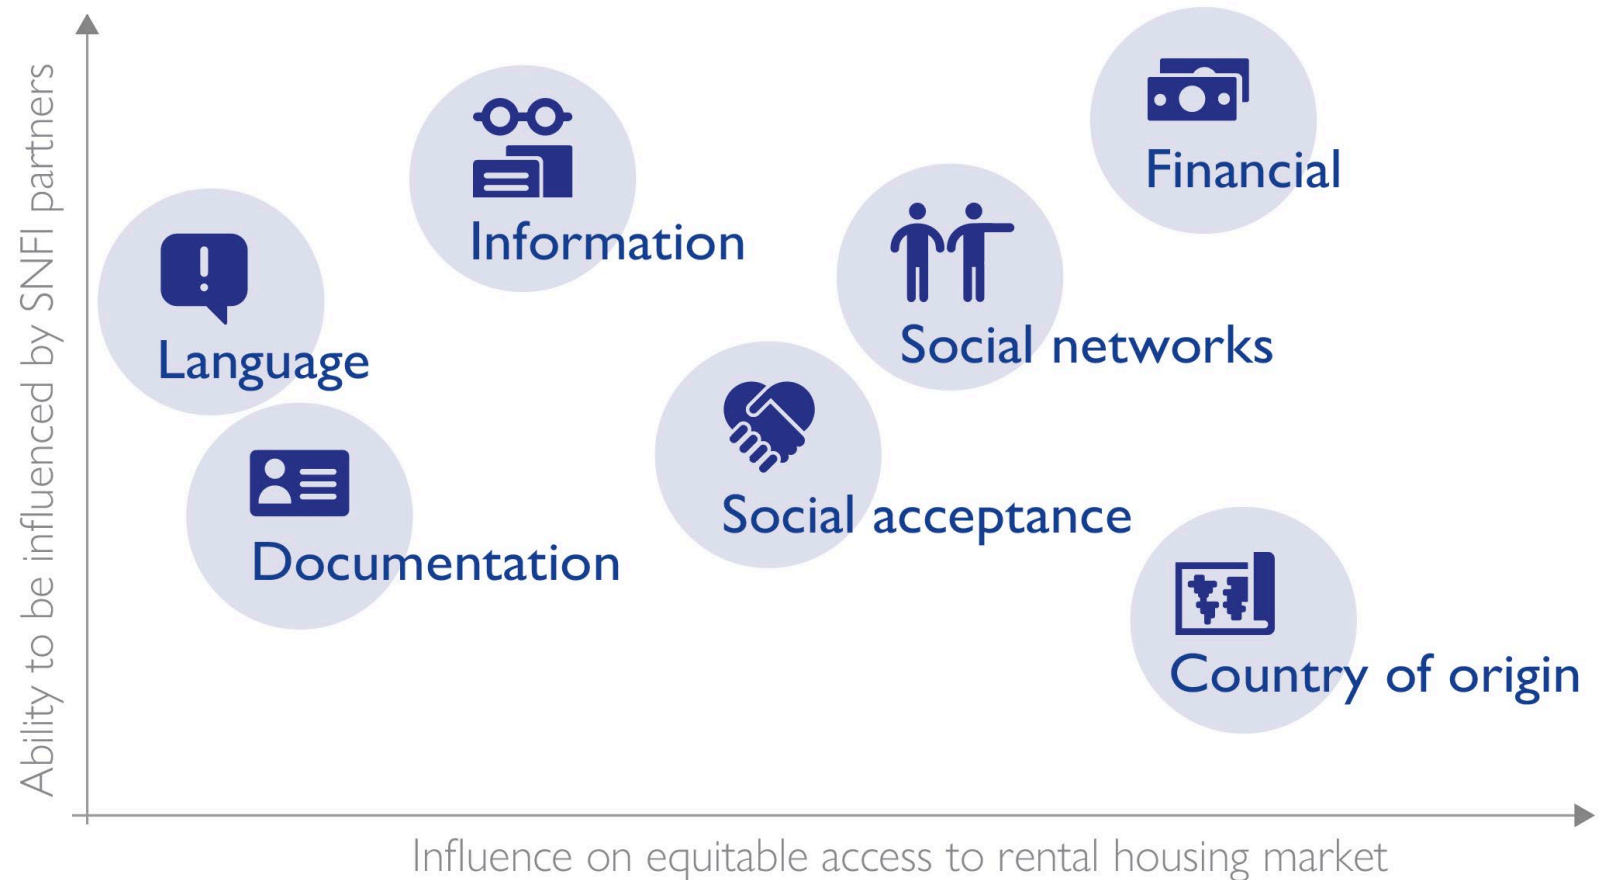 Ability to be influenced by SNFI partners
Financial
Information
Social networks
Language
Social acceptance
Documentation
Country of origin
Influence on equitable access to rental housing market